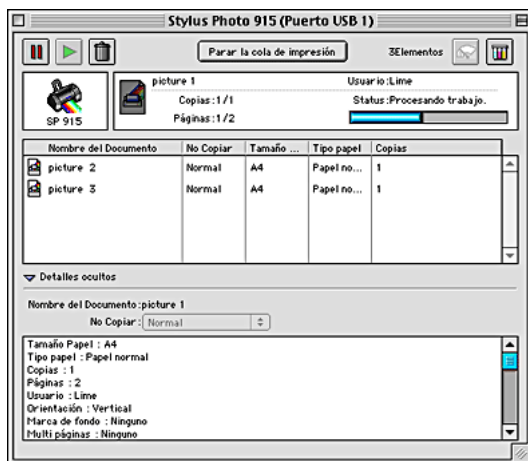 Stylus Photo 915 (Puerto USB 1)
Parar la cola de impresión
3Elementos
SP 915
picture 1
Usuario:Lime
Copias:1/1
Status:Procesando trabajo.
Páginas:1/2
Nombre del Documento No Copiar Tamaño ... Tipo papel Copias
picture 2 Normal A4 Papel no... 1
picture 3 Normal A4 Papel no... 1
Detalles ocultos
Nombre del Documento:picture 1
No Copiar: Normal
Tamaño Papel : A4
Tipo papel : Papel normal
Copias : 1
Páginas : 2
Usuario : Lime
Orientación : Vertical
Marca de fondo : Ninguno
Multi páginas : Ninguno